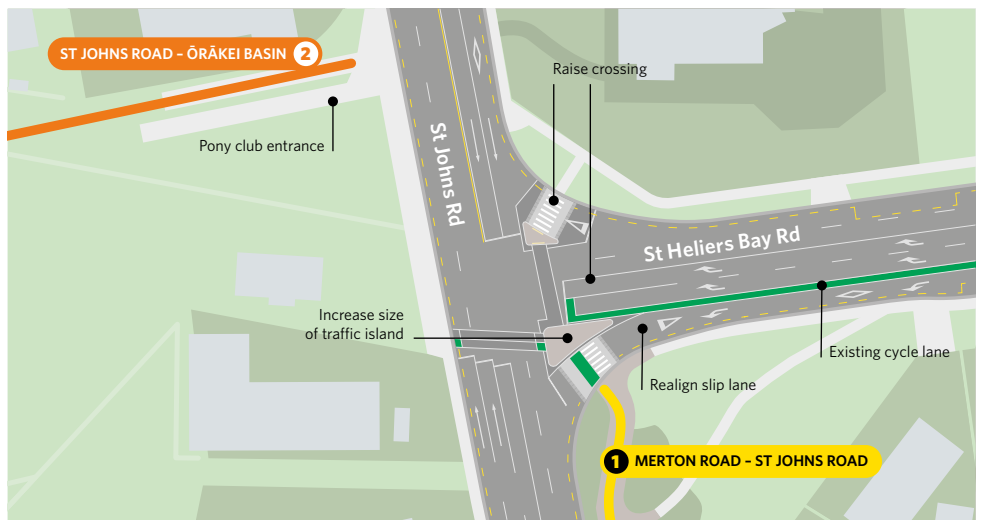 ST JOHNS ROAD – ŌRĀKEI BASIN 2
Raise crossing
Pony club entrance
St Johns Rd
St Heliers Bay Rd
Increase size
of traffic island
Existing cycle lane
Realign slip lane
1 MERTON ROAD – ST JOHNS ROAD